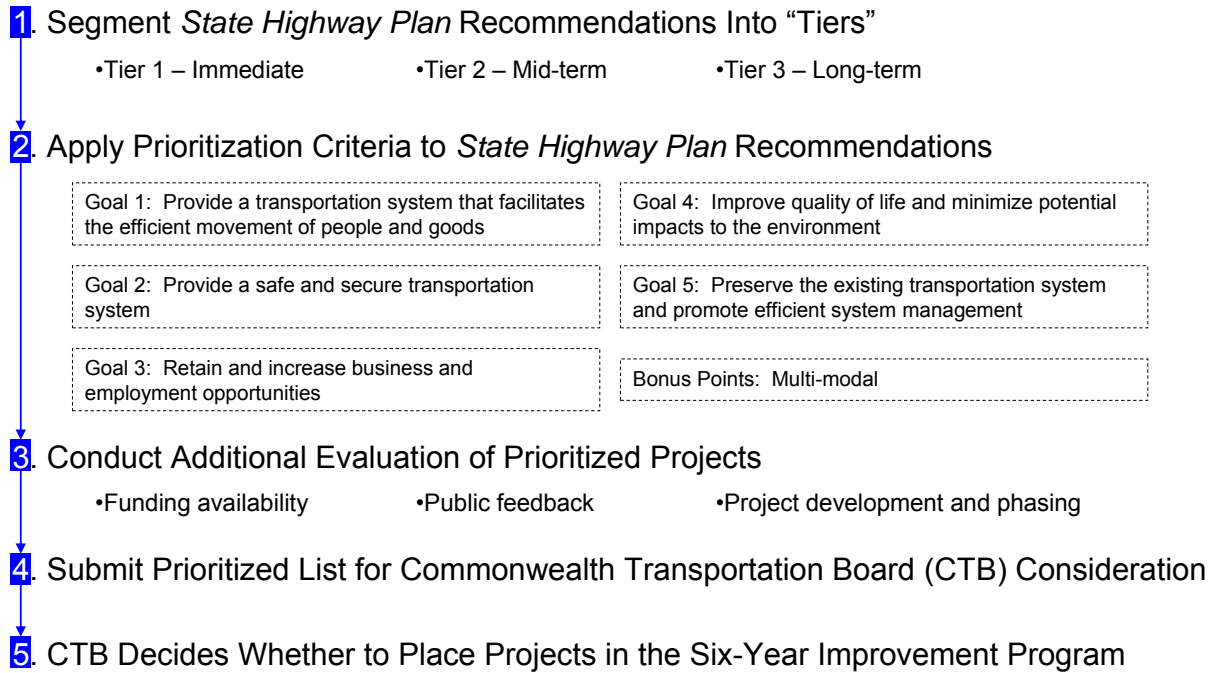 1. Segment State Highway Plan Recommendations Into “Tiers”
•Tier 1 – Immediate •Tier 2 – Mid-term •Tier 3 – Long-term
2. Apply Prioritization Criteria to State Highway Plan Recommendations
Goal 1: Provide a transportation system that facilitates
the efficient movement of people and goods
Goal 2: Provide a safe and secure transportation
system
Goal 3: Retain and increase business and
employment opportunities
Goal 4: Improve quality of life and minimize potential
impacts to the environment
Goal 5: Preserve the existing transportation system
and promote efficient system management
Bonus Points: Multi-modal
3. Conduct Additional Evaluation of Prioritized Projects
•Funding availability •Public feedback •Project development and phasing
4. Submit Prioritized List for Commonwealth Transportation Board (CTB) Consideration
5. CTB Decides Whether to Place Projects in the Six-Year Improvement Program